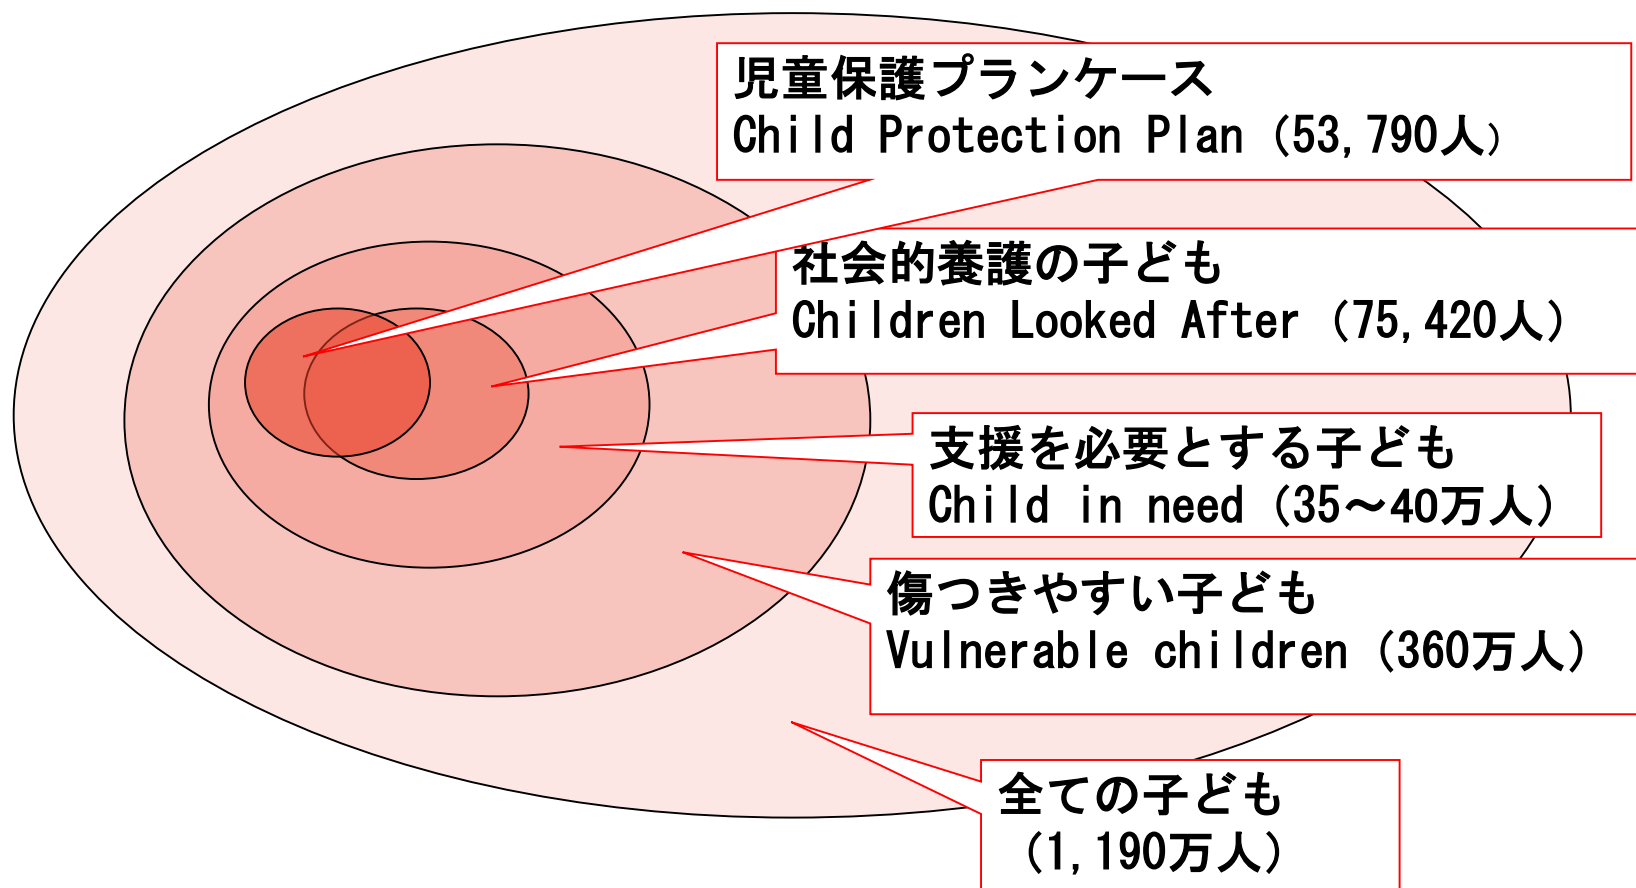 児童保護プランケース
Child Protection Plan（53,790人）
社会的養護の子ども
Children Looked After（75,420人）
支援を必要とする子ども
Child in need（35～40万人）
傷つきやすい子ども
Vulnerable children（360万人）
全ての子ども
（1,190万人）